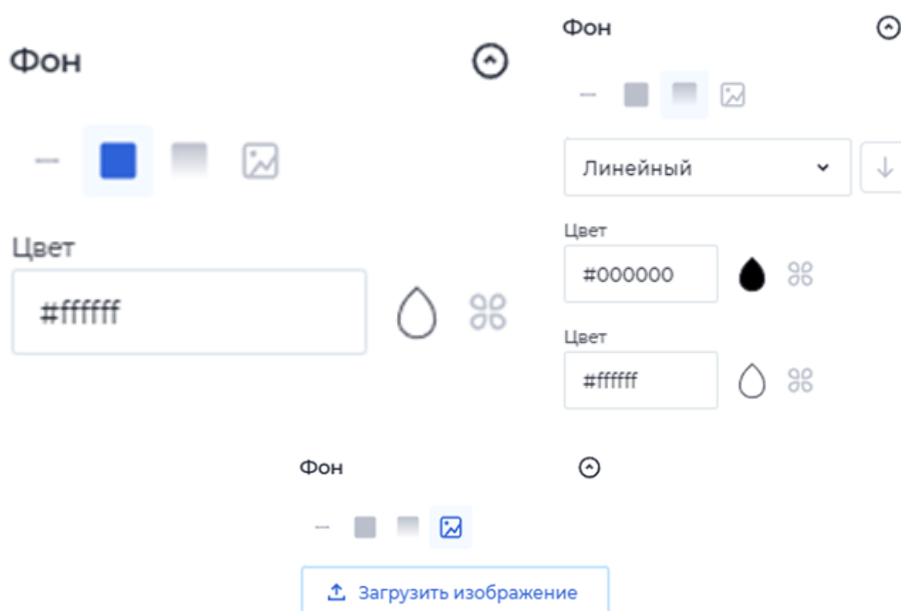 Фон
Цвет
#ffffff
Фон
Линейный
Цвет
#000000
Цвет
#ffffff
Фон
Загрузить изображение